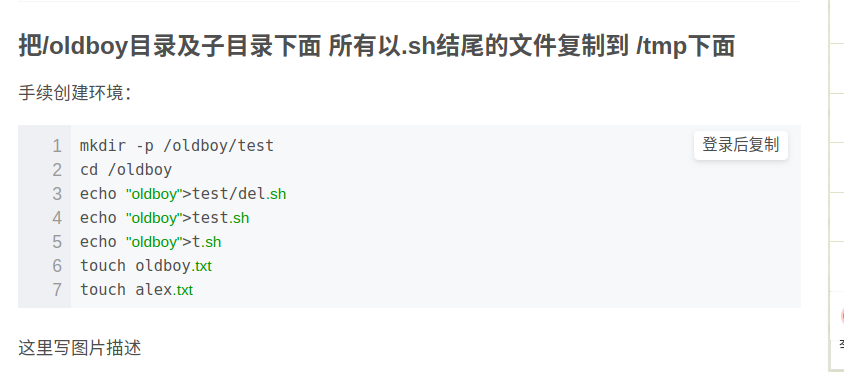 把/oldboy目录及子目录下面 所有以.sh结尾的文件复制到 /tmp下面
手续创建环境：
登录后复制
1 mkdir -p /oldboy/test
2 cd /oldboy
3 echo "oldboy">test/del.sh
4 echo "oldboy">test.sh
5 echo "oldboy">t.sh
6 touch oldboy.txt
7 touch alex.txt
这里写图片描述